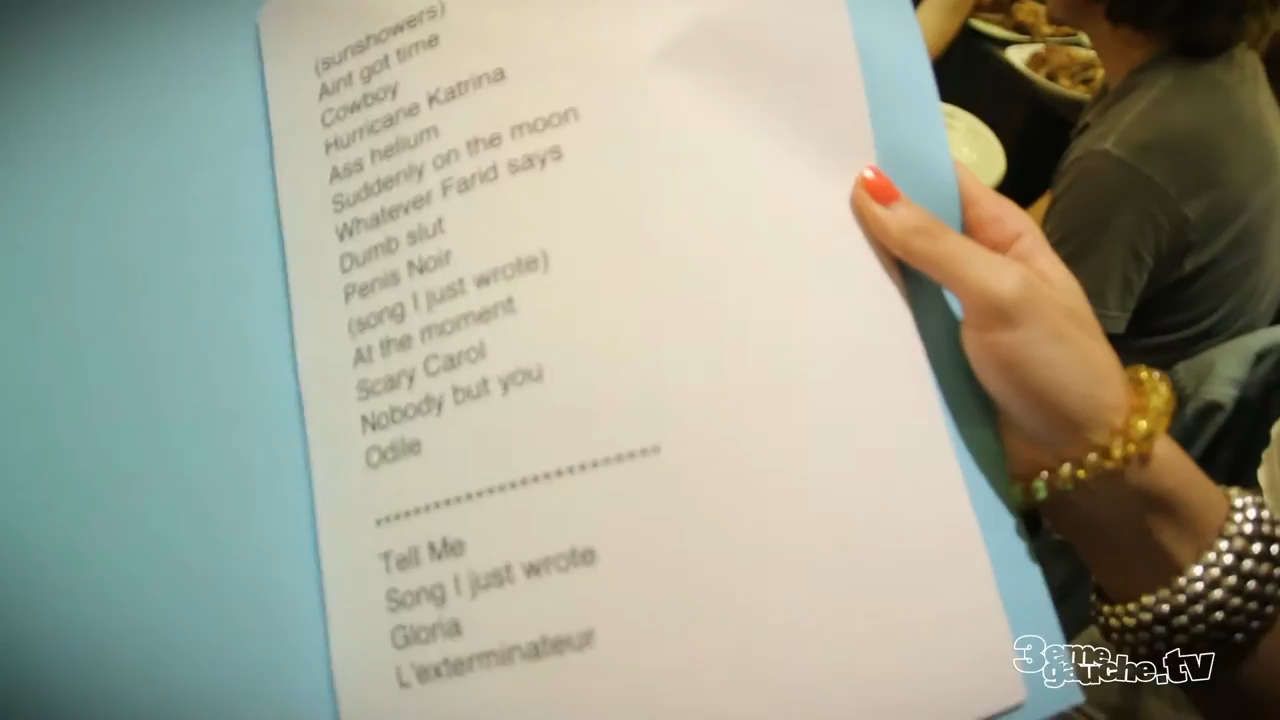 (sunshowers)
Aint got time
Cowboy
Hurricane Katrina
Ass helium
Suddenly on the moon
Whatever Farid says
Dumb slut
Penis Noir
(song I just wrote)
At the moment
Scary Carol
Nobody but you
Odile
-----------------------------
Tell Me
Song I just wrote
Gloria
L'exterminateur
3eme
gauche.tv